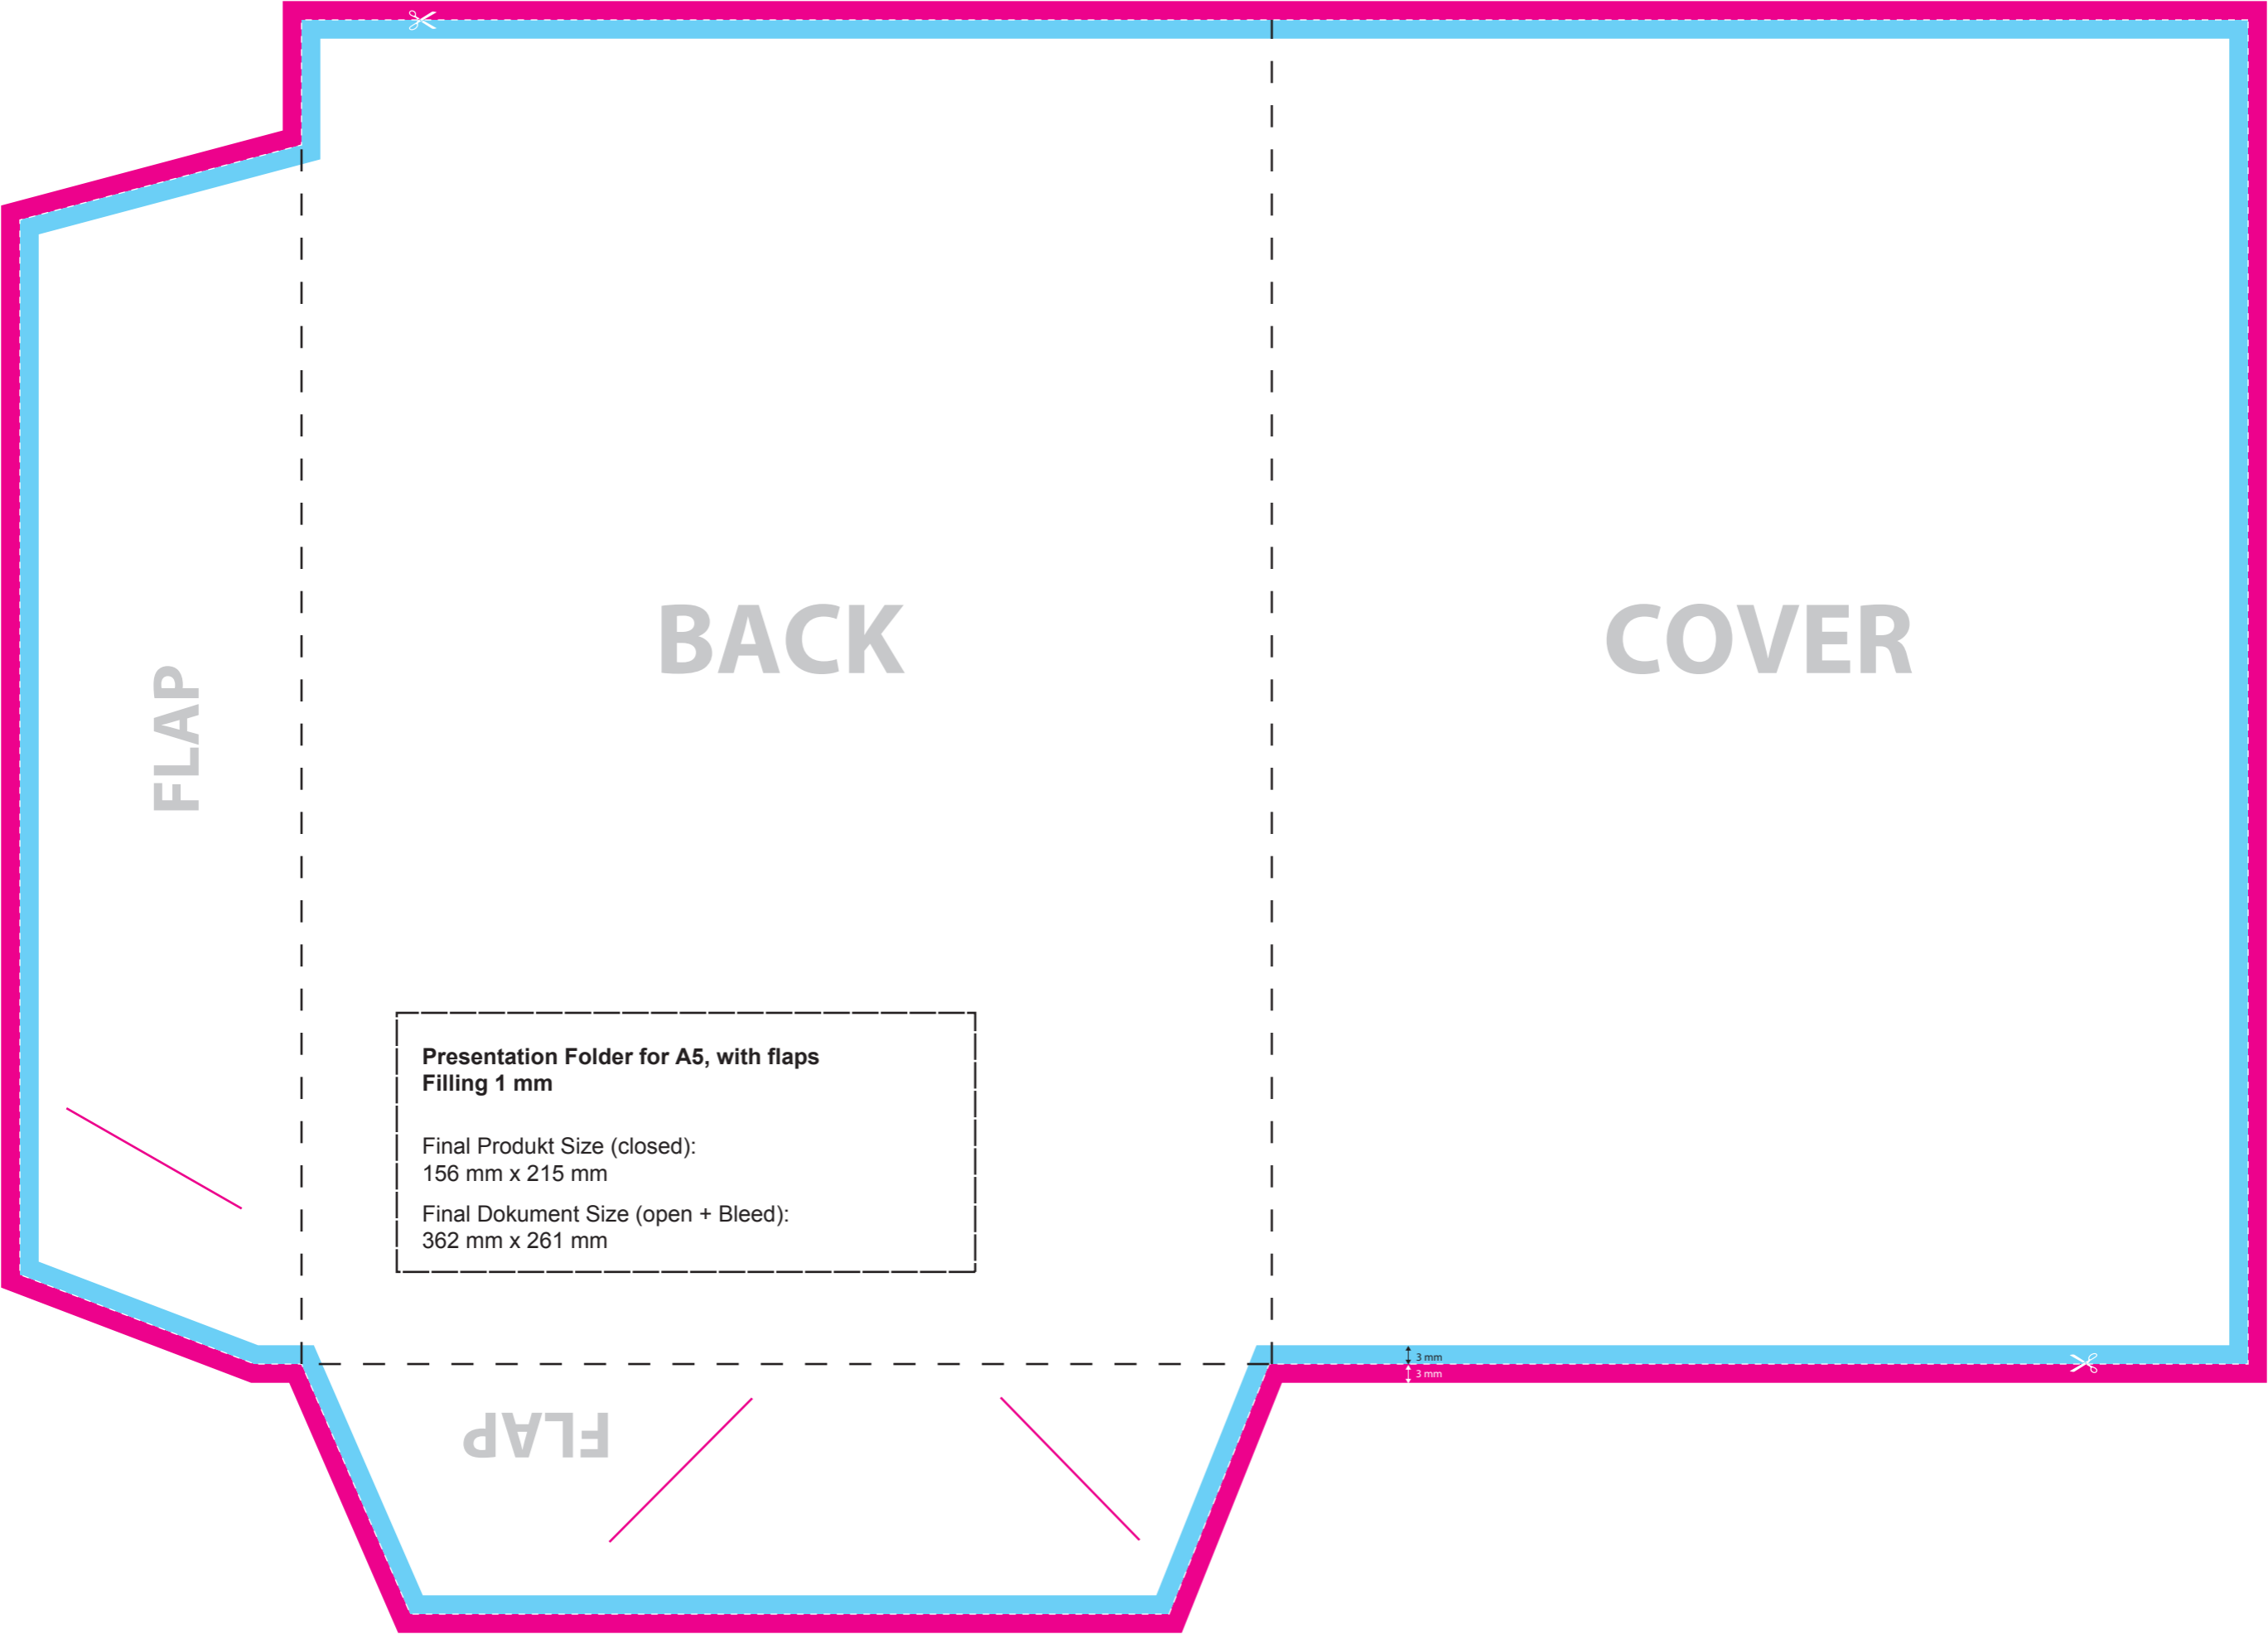 BACK
COVER
FLAP
Presentation Folder for A5, with flaps
Filling 1 mm
Final Produkt Size (closed):
156 mm x 215 mm
Final Dokument Size (open + Bleed):
362 mm x 261 mm
3 mm
3 mm
FLAP